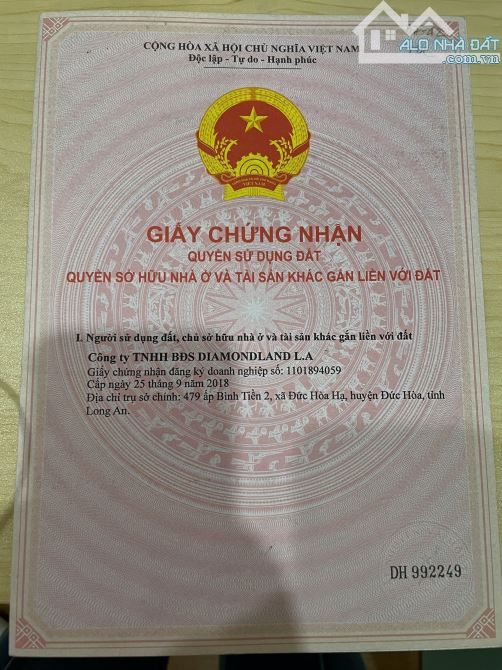 CỘNG HÒA XÃ HỘI CHỦ NGHĨA VIỆT NAM
Độc lập - Tự do - Hạnh phúc
ALO NHÀ ĐẤT
.com.vn
VIỆT NAM
GIẤY CHỨNG NHẬN
QUYỀN SỬ DỤNG ĐẤT
QUYỀN SỞ HỮU NHÀ Ở VÀ TÀI SẢN KHÁC GẮN LIỀN VỚI ĐẤT
I. Người sử dụng đất, chủ sở hữu nhà ở và tài sản khác gắn liền với đất
Công ty TNHH BĐS DIAMONDLAND L.A
Giấy chứng nhận đăng ký doanh nghiệp số: 1101894059
Cấp ngày 25 tháng 9 năm 2018
Địa chỉ trụ sở chính: 479 ấp Bình Tiền 2, xã Đức Hòa Hạ, huyện Đức Hòa, tỉnh
Long An.
DH 992249